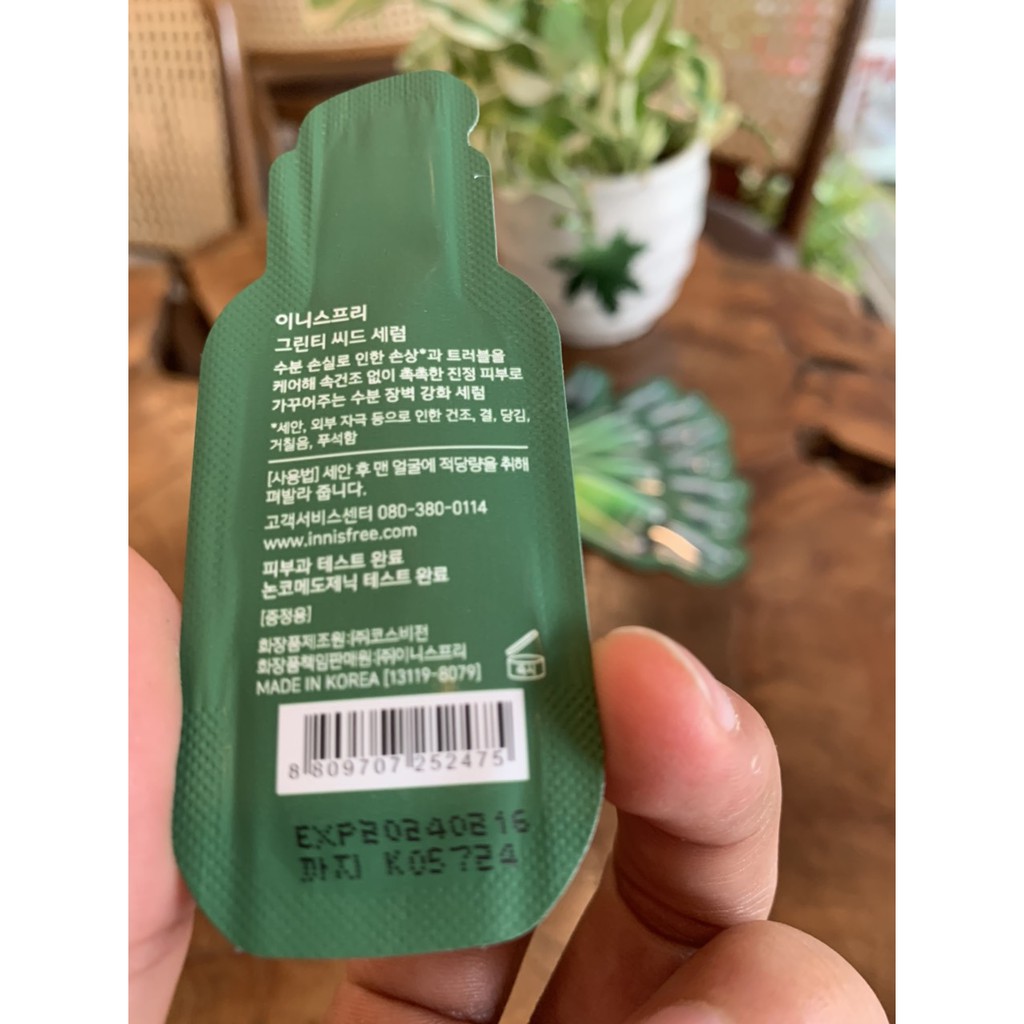 이니스프리
그린티 씨드 세럼
수분 손실로 인한 손상*과 트러블을
케어해 속건조 없이 촉촉한 진정 피부로
가꾸어주는 수분 장벽 강화 세럼
*세안, 외부 자극 등으로 인한 건조, 결, 당김,
거칠음, 푸석함
[사용법] 세안 후 맨 얼굴에 적당량을 취해
펴발라 줍니다.
고객서비스센터 080-380-0114
www.innisfree.com
피부과 테스트 완료
논코메도제닉 테스트 완료
[증정용]
화장품제조원:㈜코스비전
화장품책임판매원:㈜이니스프리
MADE IN KOREA [13119-8079]
8 809707 252475
EXP20240216
까지 K05724